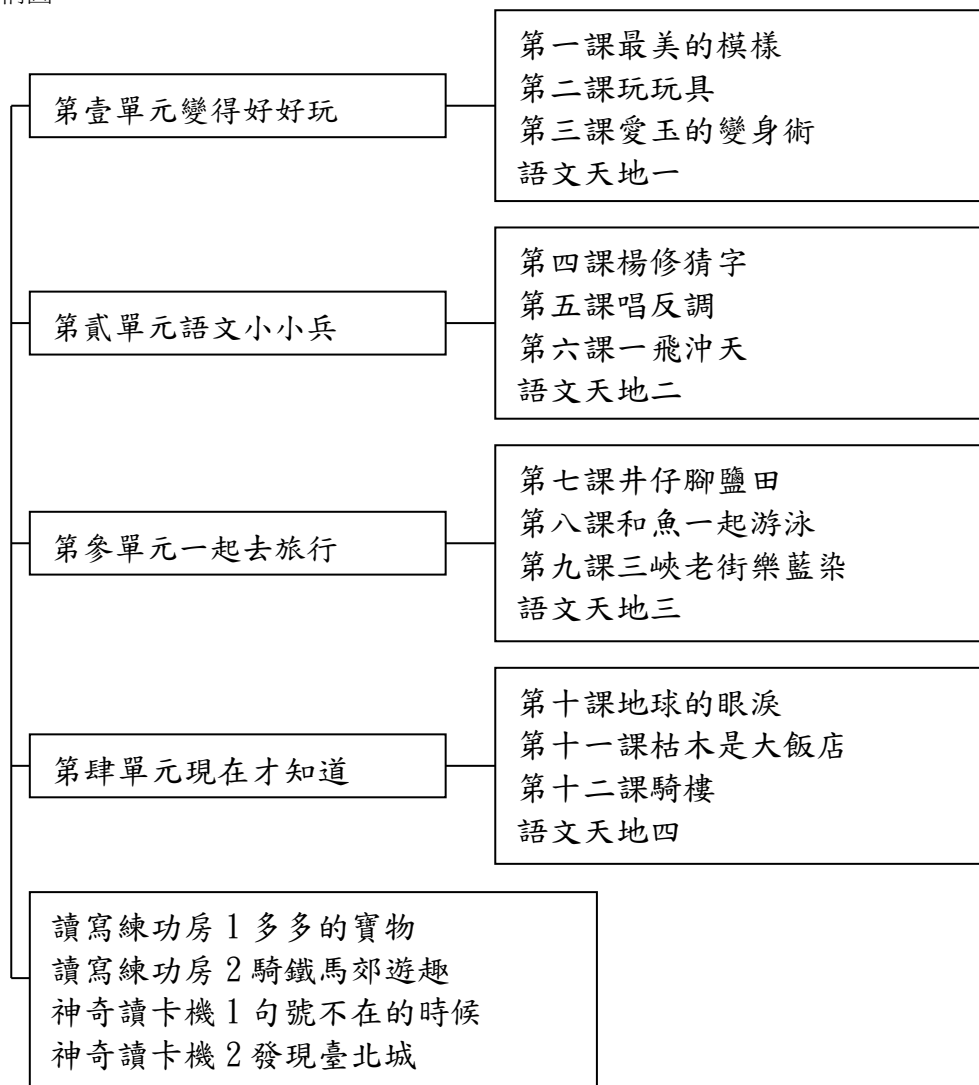 第壹單元變得好好玩
第一課最美的模樣
第二課玩玩具
第三課愛玉的變身術
語文天地一
第貳單元語文小小兵
第四課楊修猜字
第五課唱反調
第六課一飛沖天
語文天地二
第參單元一起去旅行
第七課井仔腳鹽田
第八課和魚一起游泳
第九課三峽老街樂藍染
語文天地三
第肆單元現在才知道
第十課地球的眼淚
第十一課枯木是大飯店
第十二課騎樓
語文天地四
讀寫練功房 1 多多的寶物
讀寫練功房 2 騎鐵馬郊遊趣
神奇讀卡機 1 句號不在的時候
神奇讀卡機 2 發現臺北城